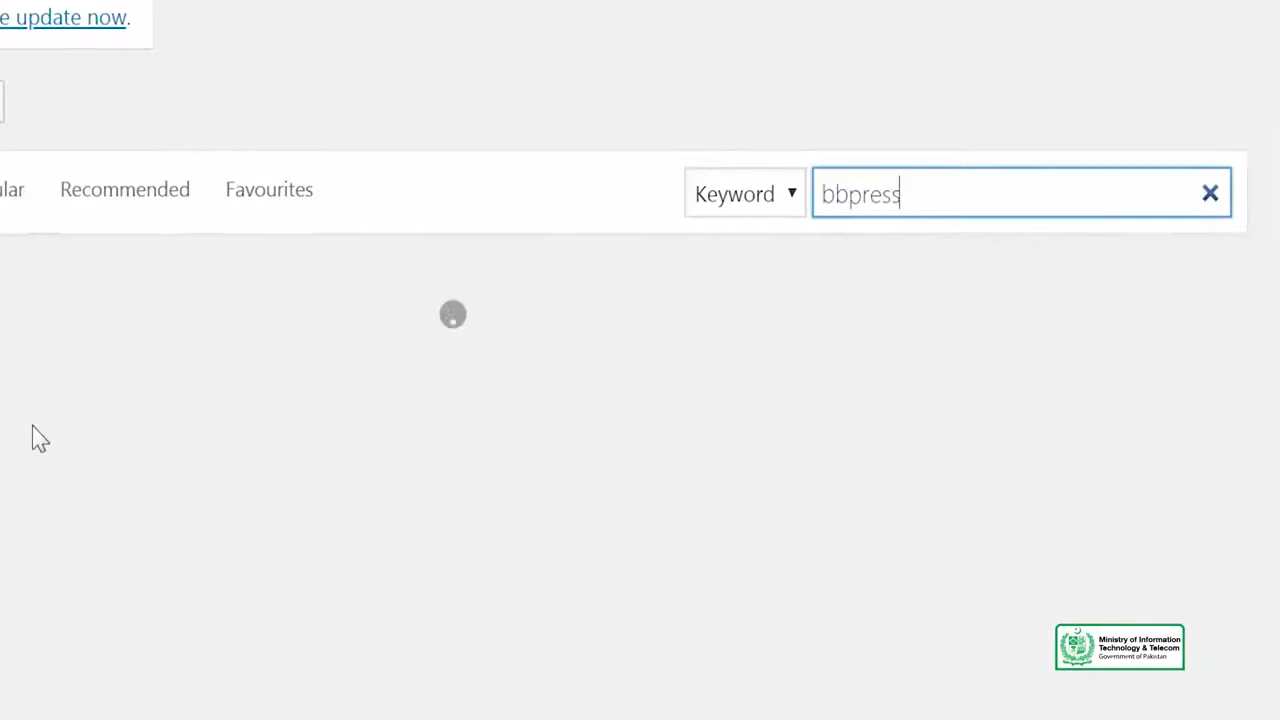 e update now.
ular
Recommended
Favourites
Keyword
bbpress
Ministry of Information
Technology & Telecom
Government of Pakistan